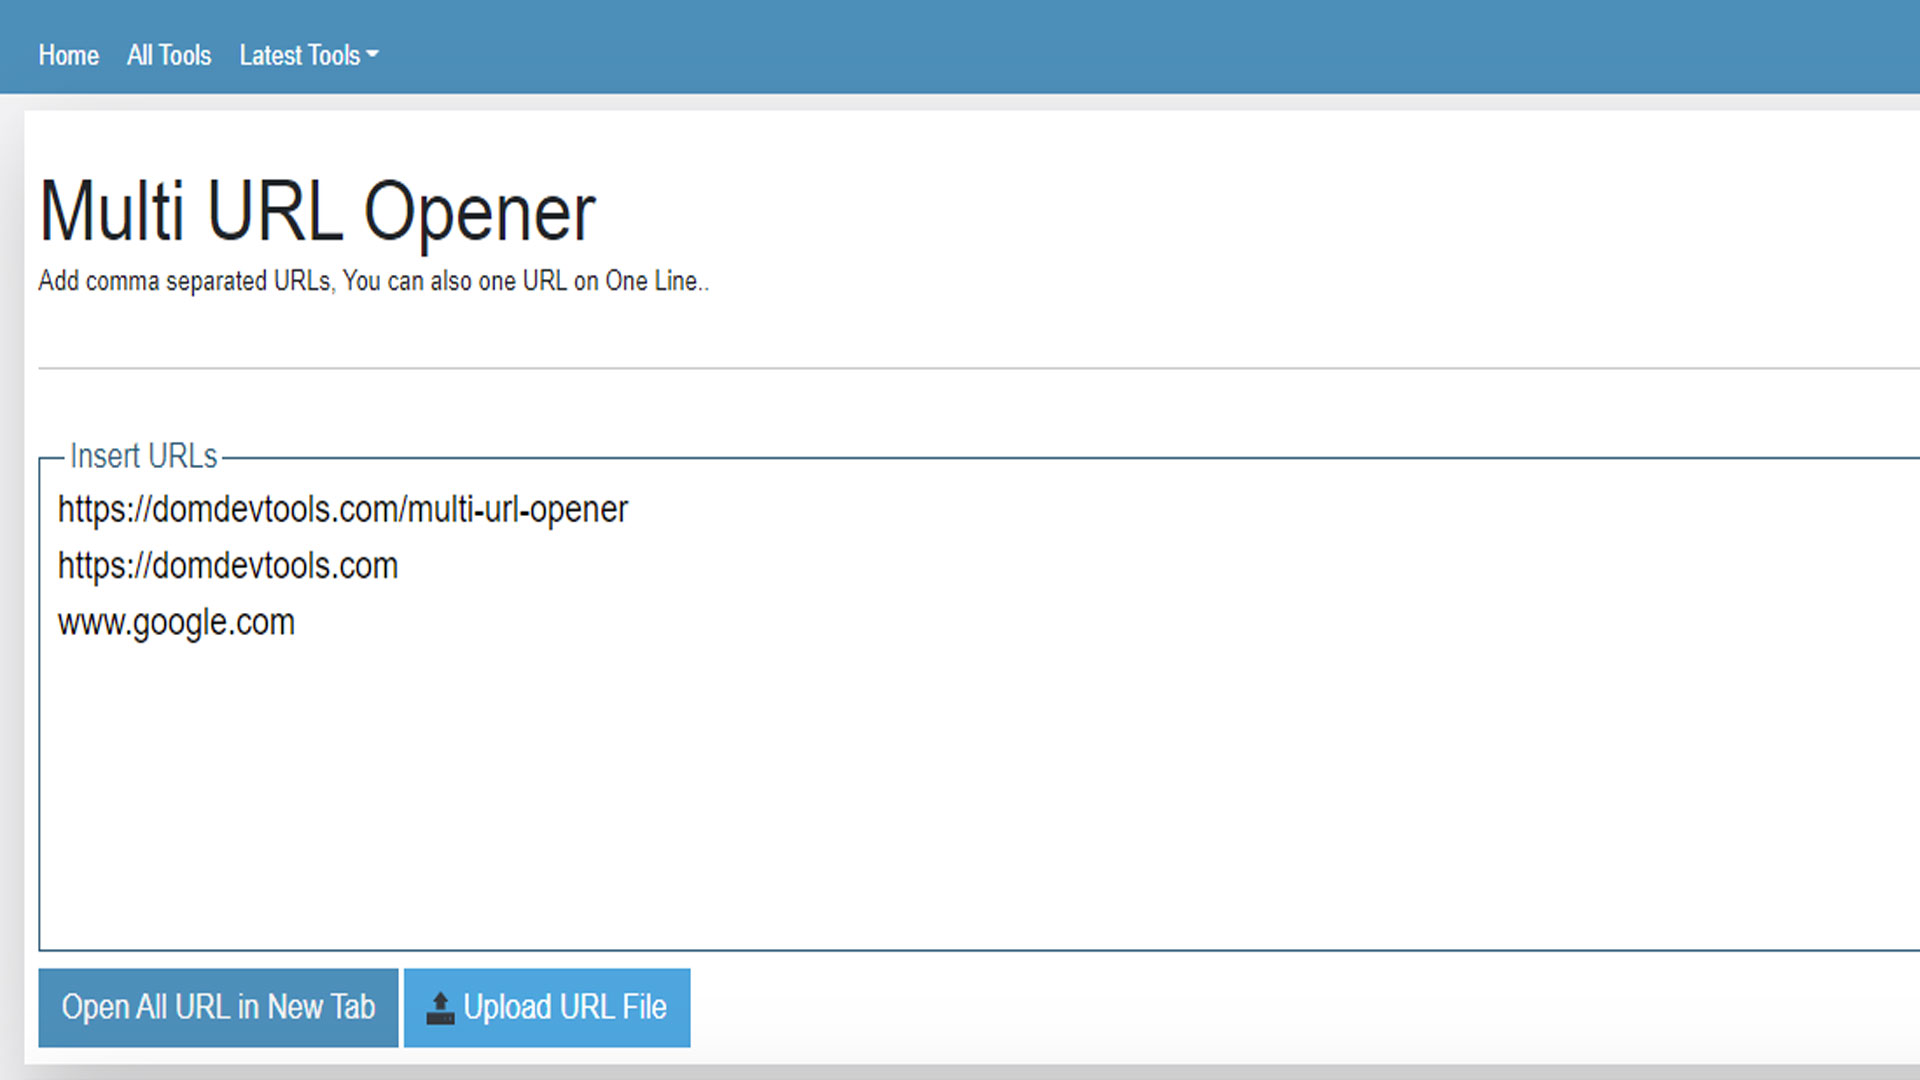 Home All Tools Latest Tools
Multi URL Opener
Add comma separated URLs, You can also one URL on One Line..
Insert URLs
https://domdevtools.com/multi-url-opener
https://domdevtools.com
www.google.com
Open All URL in New Tab Upload URL File